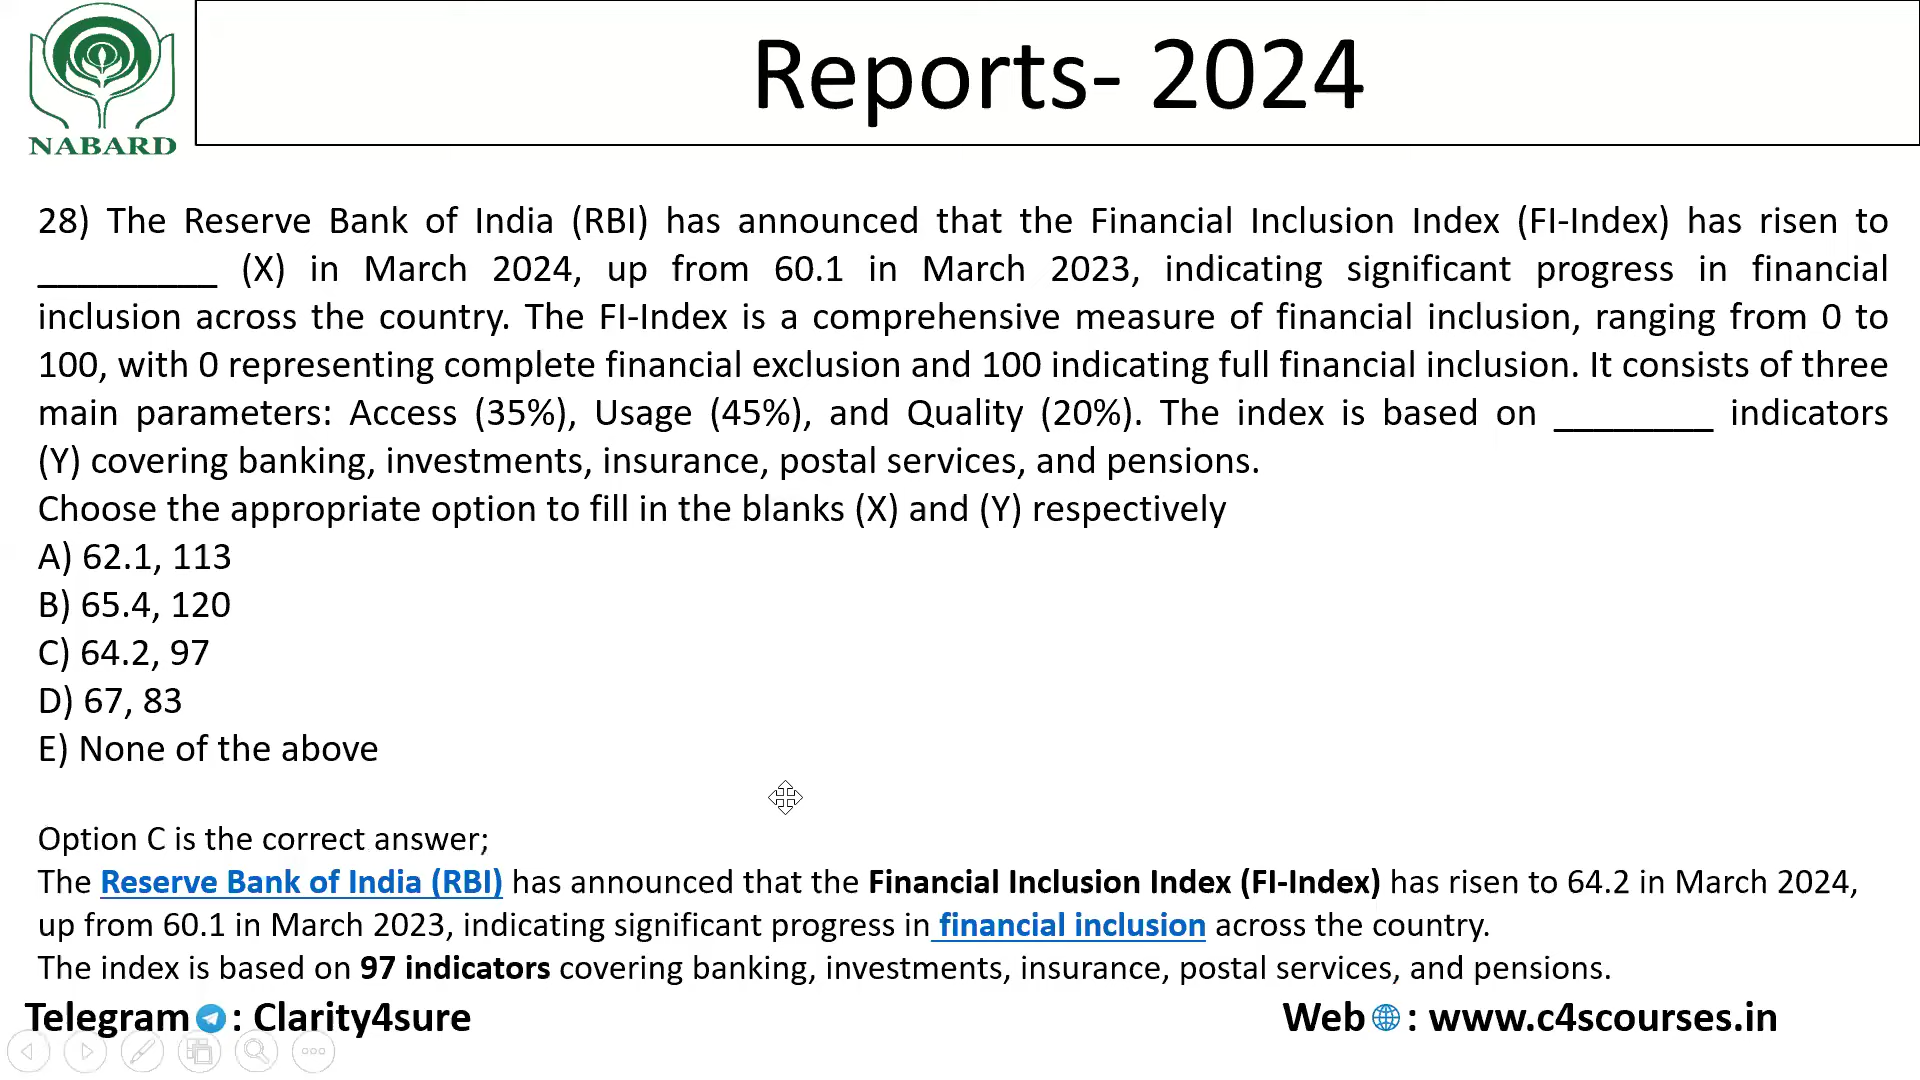 NABARD
Reports- 2024
28) The Reserve Bank of India (RBI) has announced that the Financial Inclusion Index (FI-Index) has risen to
_________ (X) in March 2024, up from 60.1 in March 2023, indicating significant progress in financial
inclusion across the country. The FI-Index is a comprehensive measure of financial inclusion, ranging from 0 to
100, with 0 representing complete financial exclusion and 100 indicating full financial inclusion. It consists of three
main parameters: Access (35%), Usage (45%), and Quality (20%). The index is based on ________ indicators
(Y) covering banking, investments, insurance, postal services, and pensions.
Choose the appropriate option to fill in the blanks (X) and (Y) respectively
A) 62.1, 113
B) 65.4, 120
C) 64.2, 97
D) 67, 83
E) None of the above
Option C is the correct answer;
The Reserve Bank of India (RBI) has announced that the Financial Inclusion Index (FI-Index) has risen to 64.2 in March 2024,
up from 60.1 in March 2023, indicating significant progress in financial inclusion across the country.
The index is based on 97 indicators covering banking, investments, insurance, postal services, and pensions.
Telegram : Clarity4sure
Web : www.c4scourses.in